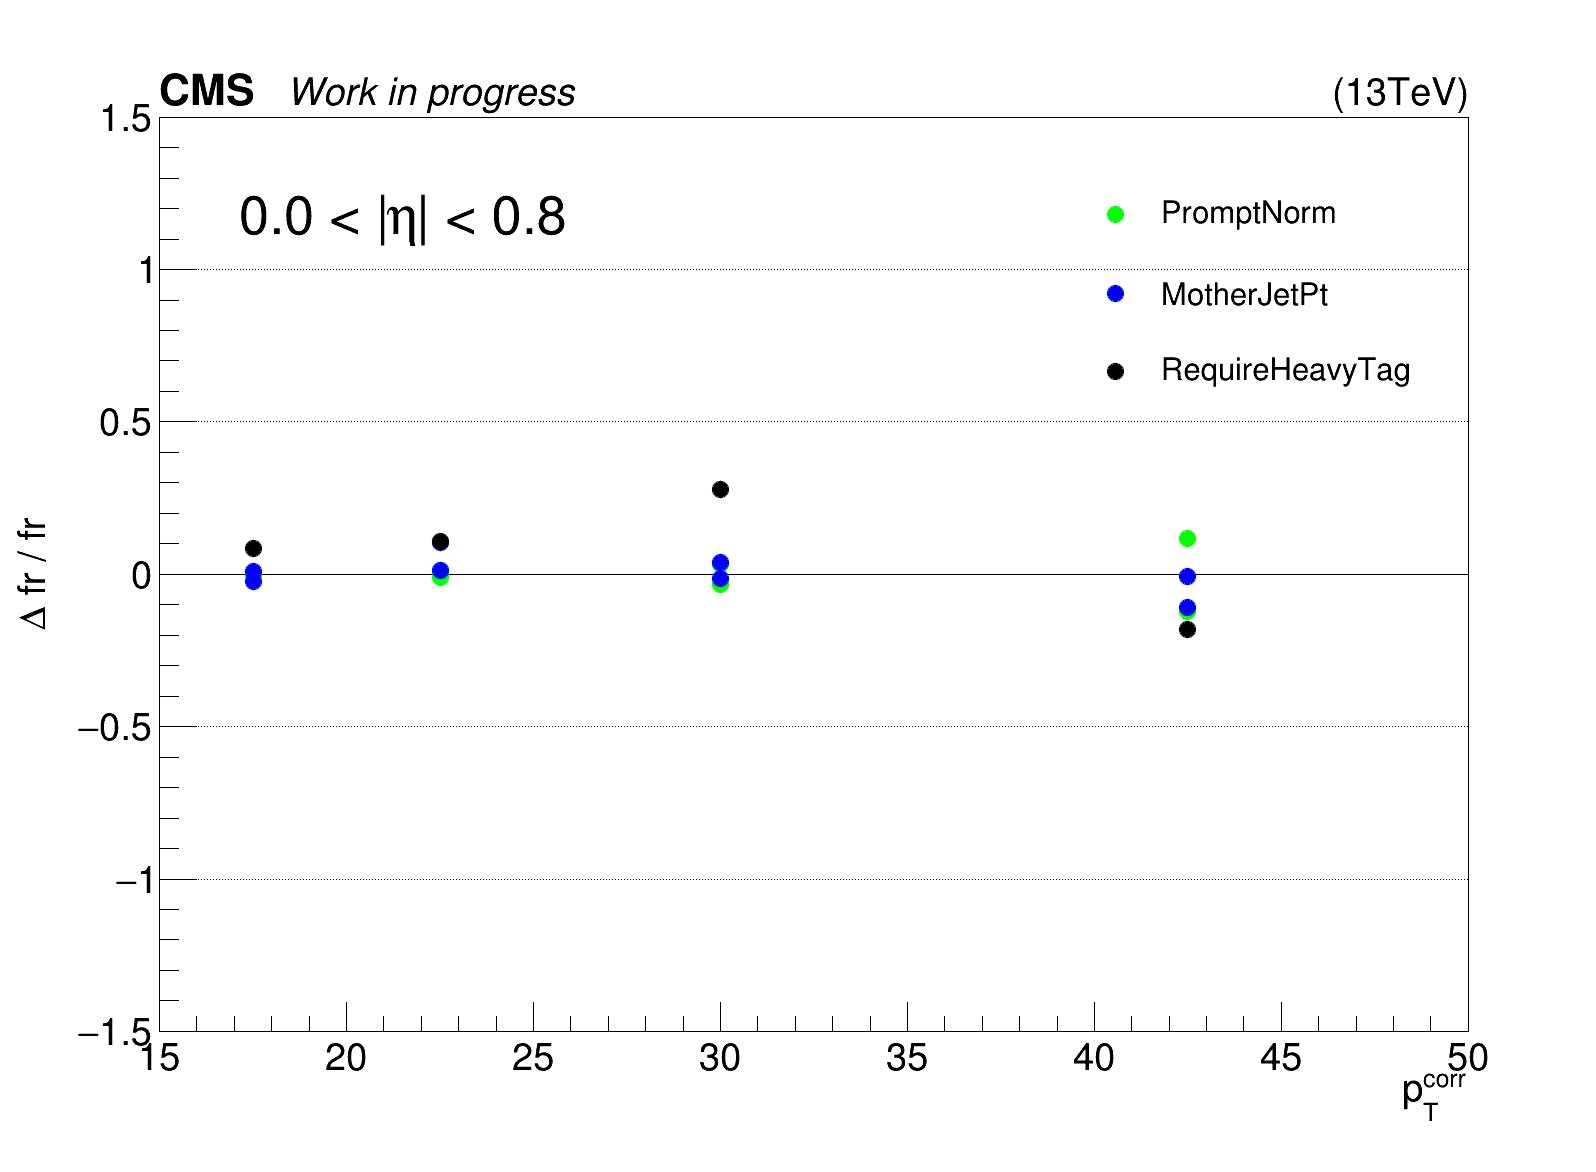 CMS Work in progress (13TeV)
0.0 < |η| < 0.8
PromptNorm
MotherJetPt
RequireHeavyTag
Δ fr / fr
1.5
1
0.5
0
−0.5
−1
−1.5
15 20 25 30 35 40 45 50
p_T^corr